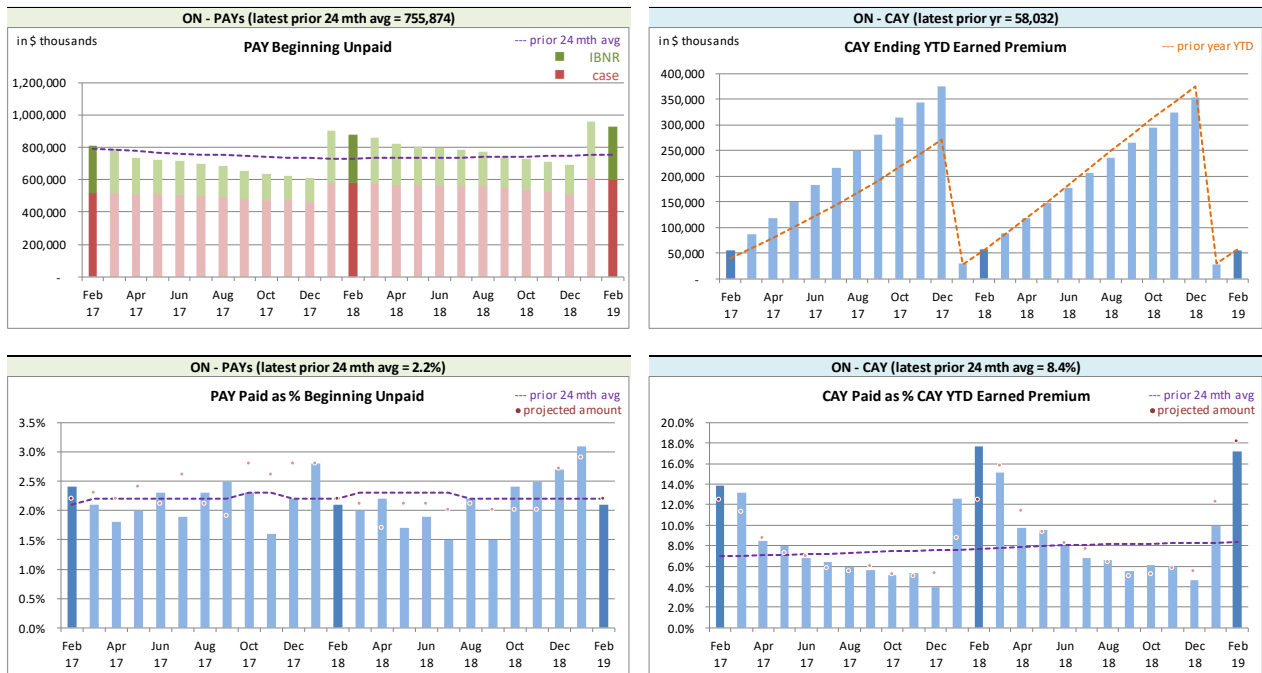 ON - PAYs (latest prior 24 mth avg = 755,874)
in $ thousands
PAY Beginning Unpaid
--- prior 24 mth avg
IBNR
case
1,200,000
1,000,000
800,000
600,000
400,000
200,000
-
Feb Apr Jun Aug Oct Dec Feb Apr Jun Aug Oct Dec Feb
17 17 17 17 17 17 18 18 18 18 18 18 19
ON - CAY (latest prior yr = 58,032)
in $ thousands
CAY Ending YTD Earned Premium
--- prior year YTD
400,000
350,000
300,000
250,000
200,000
150,000
100,000
50,000
-
Feb Apr Jun Aug Oct Dec Feb Apr Jun Aug Oct Dec Feb
17 17 17 17 17 17 18 18 18 18 18 18 19
ON - PAYs (latest prior 24 mth avg = 2.2%)
PAY Paid as % Beginning Unpaid
--- prior 24 mth avg
• projected amount
3.5%
3.0%
2.5%
2.0%
1.5%
1.0%
0.5%
0.0%
Feb Apr Jun Aug Oct Dec Feb Apr Jun Aug Oct Dec Feb
17 17 17 17 17 17 18 18 18 18 18 18 19
ON - CAY (latest prior 24 mth avg = 8.4%)
CAY Paid as % CAY YTD Earned Premium
--- prior 24 mth avg
• projected amount
20.0%
18.0%
16.0%
14.0%
12.0%
10.0%
8.0%
6.0%
4.0%
2.0%
0.0%
Feb Apr Jun Aug Oct Dec Feb Apr Jun Aug Oct Dec Feb
17 17 17 17 17 17 18 18 18 18 18 18 19